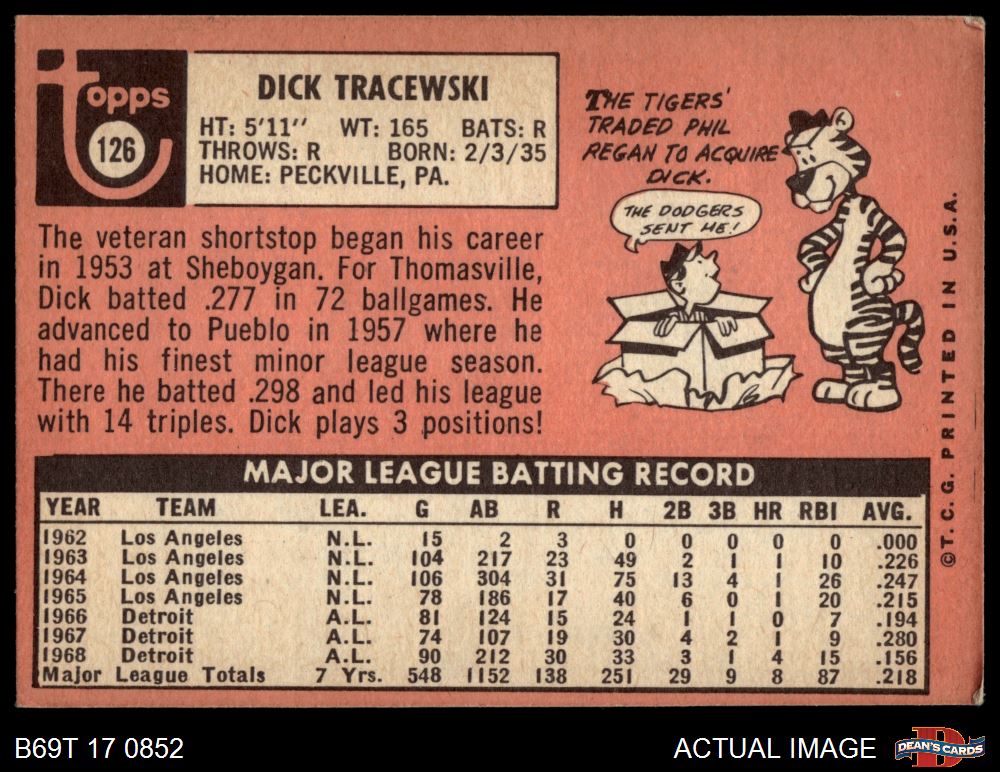 topps
126
DICK TRACEWSKI
HT: 5'11" WT: 165 BATS: R
THROWS: R BORN: 2/3/35
HOME: PECKVILLE, PA.
The veteran shortstop began his career
in 1953 at Sheboygan. For Thomasville,
Dick batted .277 in 72 ballgames. He
advanced to Pueblo in 1957 where he
had his finest minor league season.
There he batted .298 and led his league
with 14 triples. Dick plays 3 positions!
THE TIGERS'
TRADED PHIL
REGAN TO ACQUIRE
DICK.
THE DODGERS
SENT ME!
©T.C.G. PRINTED IN U.S.A.
MAJOR LEAGUE BATTING RECORD
YEAR TEAM LEA. G AB R H 2B 3B HR RBI AVG.
1962 Los Angeles N.L. 15 2 3 0 0 0 0 0 .000
1963 Los Angeles N.L. 104 217 23 49 2 1 1 10 .226
1964 Los Angeles N.L. 106 304 31 75 13 4 1 26 .247
1965 Los Angeles N.L. 78 186 17 40 6 0 1 20 .215
1966 Detroit A.L. 81 124 15 24 1 1 0 7 .194
1967 Detroit A.L. 74 107 19 30 4 2 1 9 .280
1968 Detroit A.L. 90 212 30 33 3 1 4 15 .156
Major League Totals 7 Yrs. 548 1152 138 251 29 9 8 87 .218
B69T 17 0852
ACTUAL IMAGE
DEAN'S CARDS